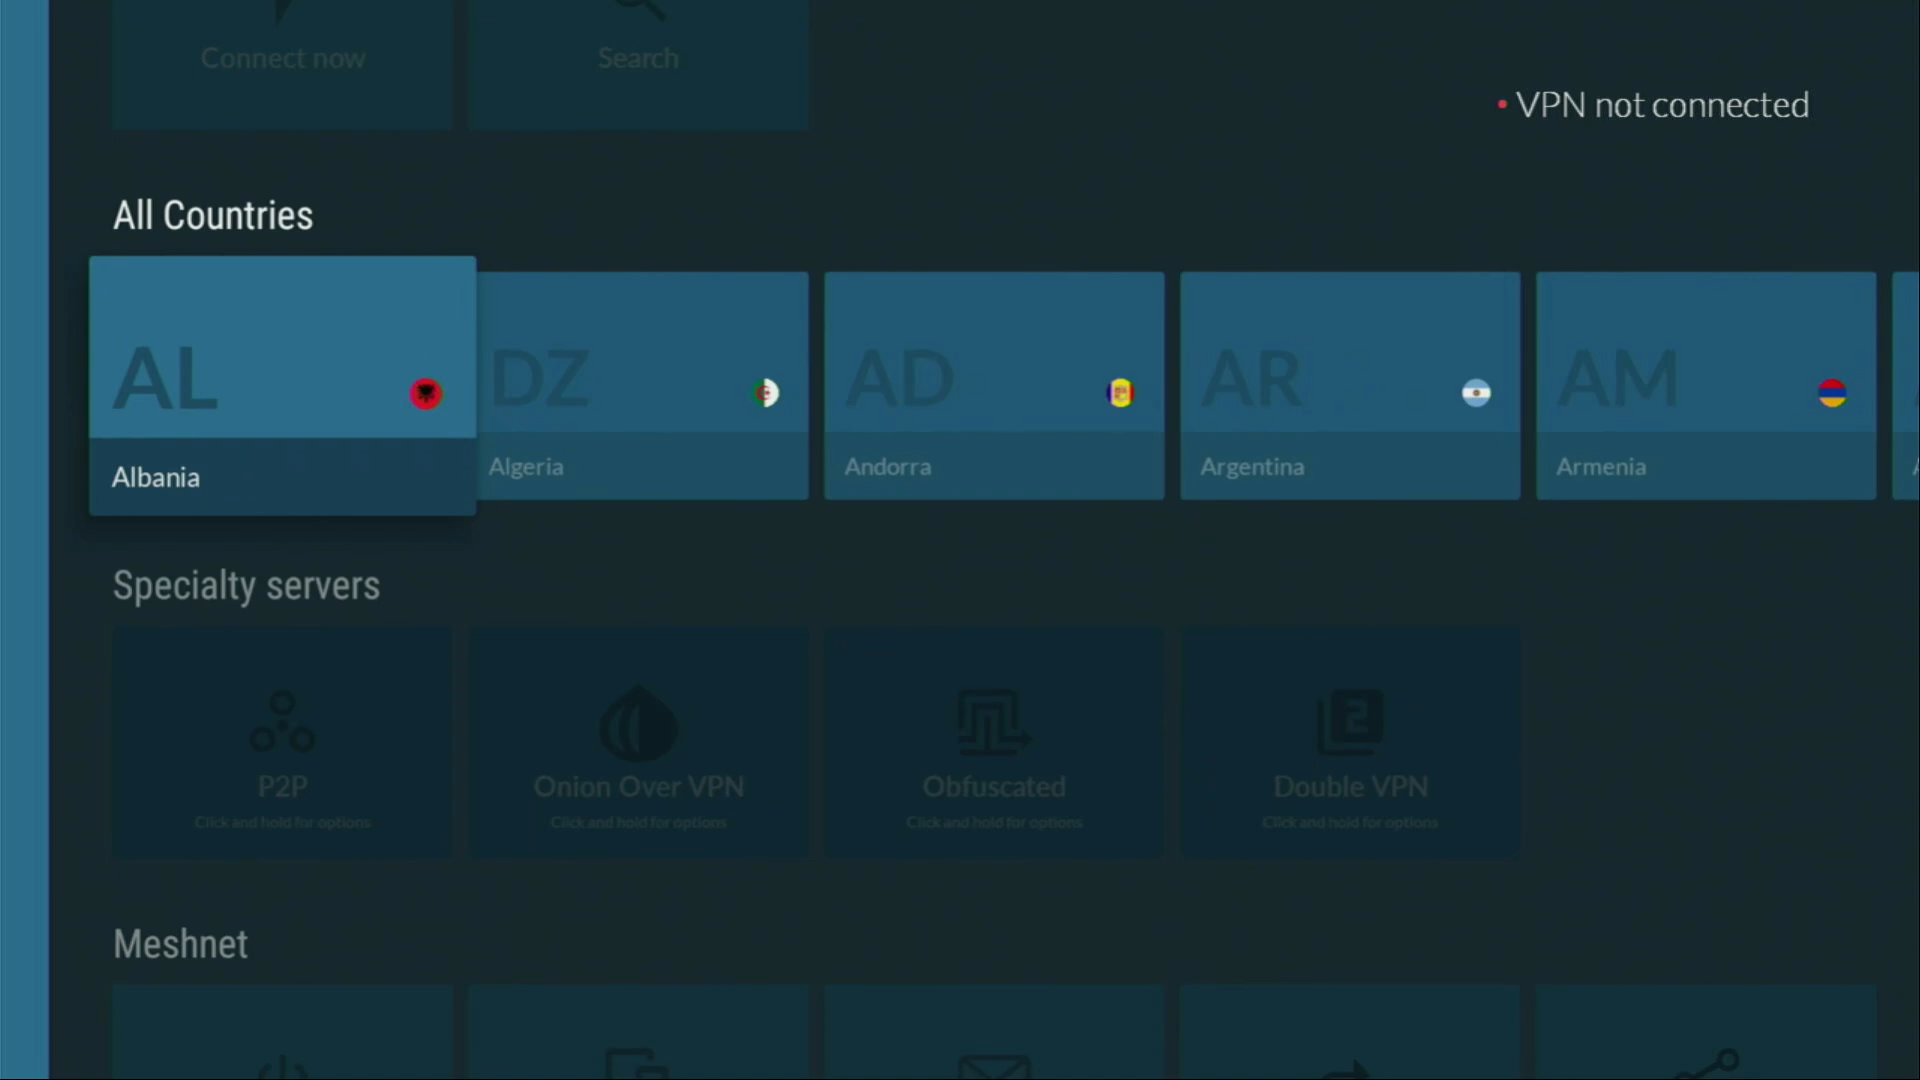 Connect now
Search
VPN not connected
All Countries
AL
DZ
AD
AR
AM
Albania
Algeria
Andorra
Argentina
Armenia
Specialty servers
P2P
Onion Over VPN
Obfuscated
Double VPN
Click and hold for options
Click and hold for options
Click and hold for options
Click and hold for options
2
Meshnet